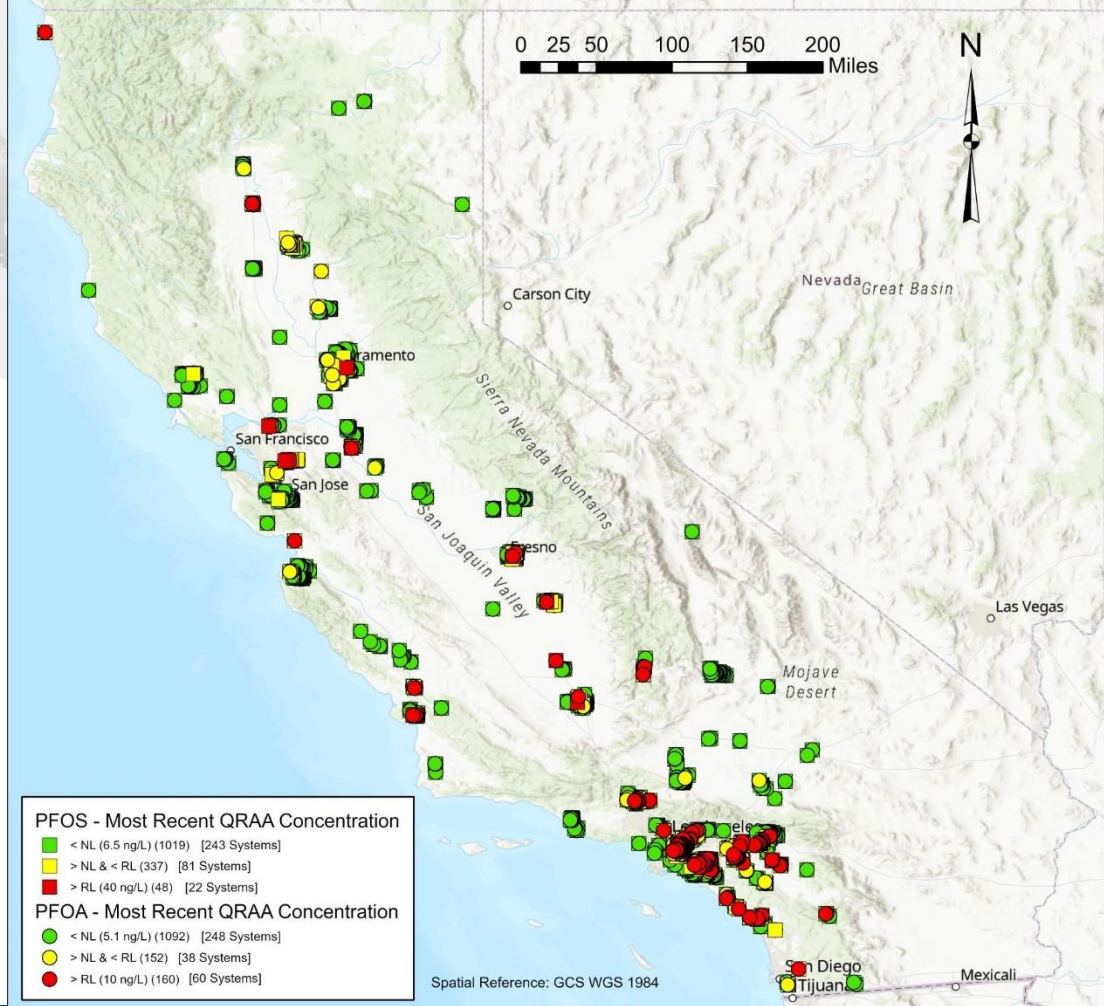 0 25 50 100 150 200
Miles
N
Carson City
Nevada
Great Basin
ramento
Sierra Nevada Mountains
San Francisco
San Jose
San Joaquin Valley
Fresno
Las Vegas
Mojave
Desert
PFOS - Most Recent QRAA Concentration
< NL (6.5 ng/L) (1019) [243 Systems]
> NL & < RL (337) [81 Systems]
> RL (40 ng/L) (48) [22 Systems]
PFOA - Most Recent QRAA Concentration
< NL (5.1 ng/L) (1092) [248 Systems]
> NL & < RL (152) [38 Systems]
> RL (10 ng/L) (160) [60 Systems]
Spatial Reference: GCS WGS 1984
San Diego
Tijuana
Mexicali